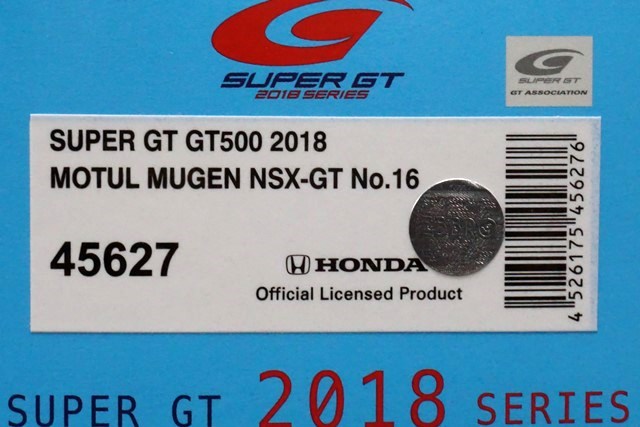 SUPER GT
2018 SERIES
SUPER GT
GT ASSOCIATION
SUPER GT GT500 2018
MOTUL MUGEN NSX-GT No.16
45627
HONDA
Official Licensed Product
4 526175 456276
SUPER GT 2018 SERIES